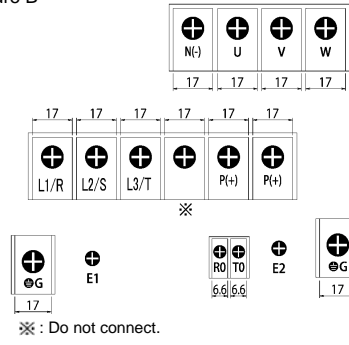 N(-) U V W
17 17 17 17
17 17 17 17 17 17
L1/R L2/S L3/T P(+) P(+)
※
G E1 R0 T0 E2 G
17 6.6 6.6 17
※ : Do not connect.